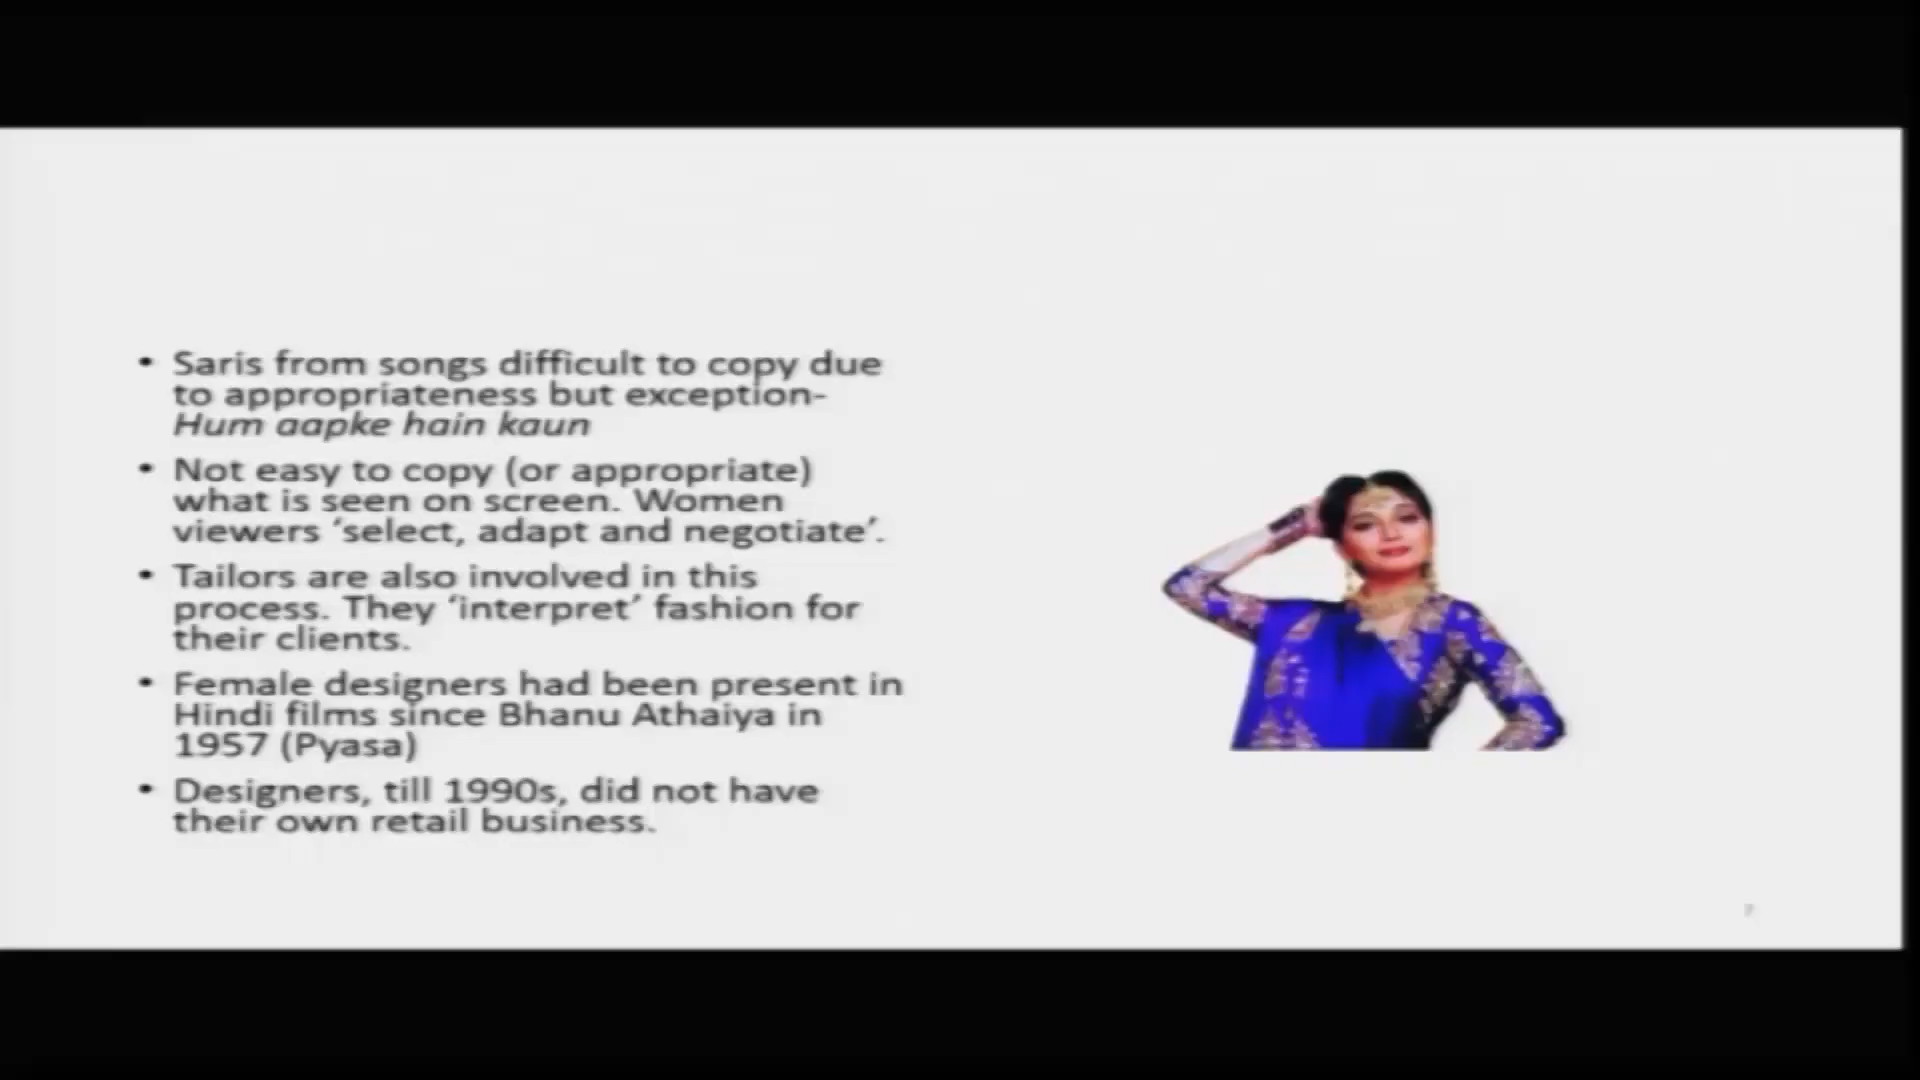 • Saris from songs difficult to copy due
to appropriateness but exception-
Hum aapke hain kaun
• Not easy to copy (or appropriate)
what is seen on screen. Women
viewers ‘select, adapt and negotiate’.
• Tailors are also involved in this
process. They ‘interpret’ fashion for
their clients.
• Female designers had been present in
Hindi films since Bhanu Athaiya in
1957 (Pyasa)
• Designers, till 1990s, did not have
their own retail business.